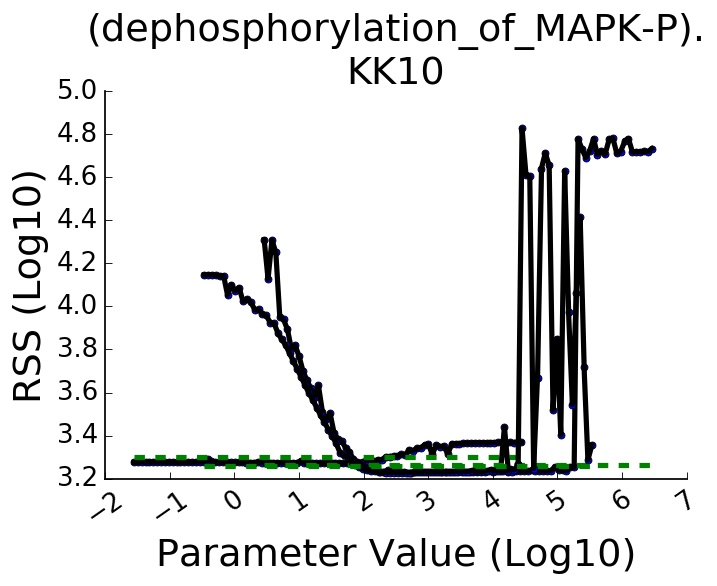 (dephosphorylation_of_MAPK-P).
KK10
5.0
4.8
4.6
4.4
4.2
4.0
3.8
3.6
3.4
3.2
RSS (Log10)
−2 −1 0 1 2 3 4 5 6 7
Parameter Value (Log10)